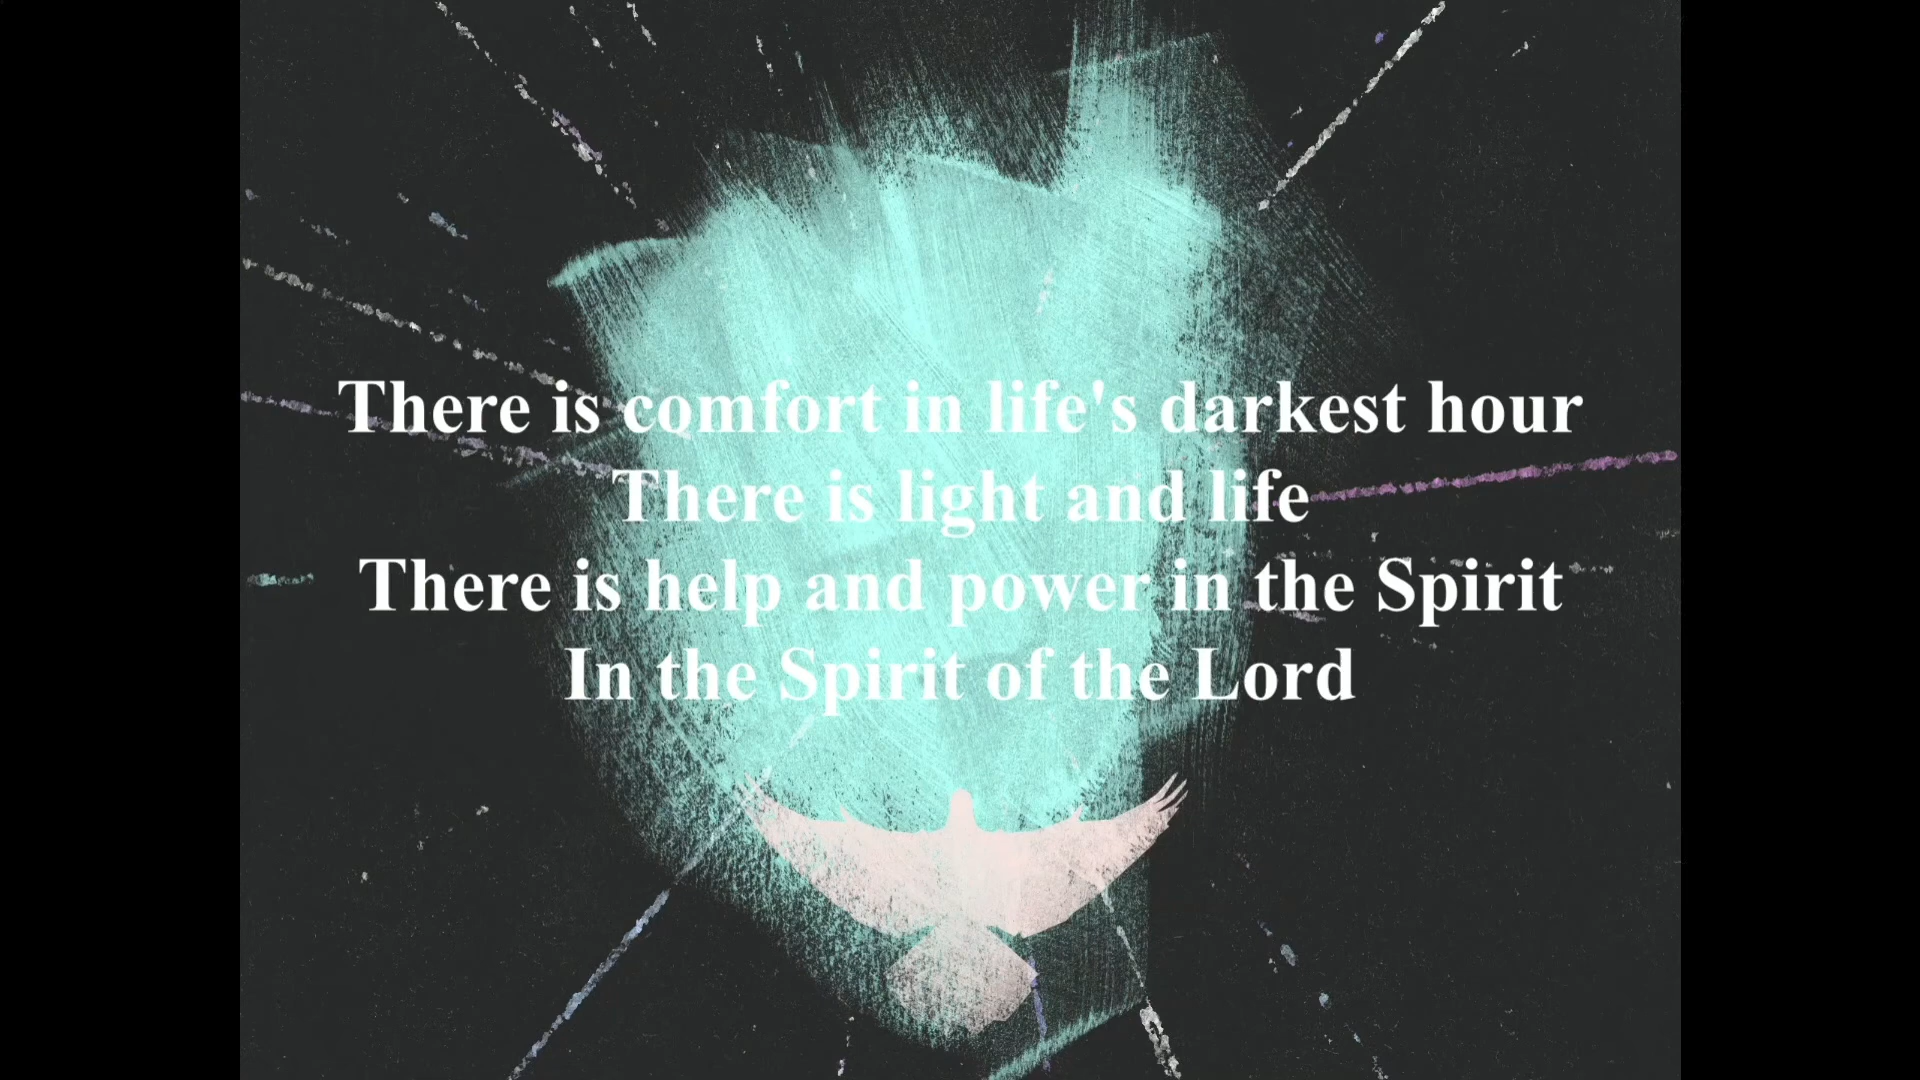 There is comfort in life's darkest hour
There is light and life
There is help and power in the Spirit
In the Spirit of the Lord